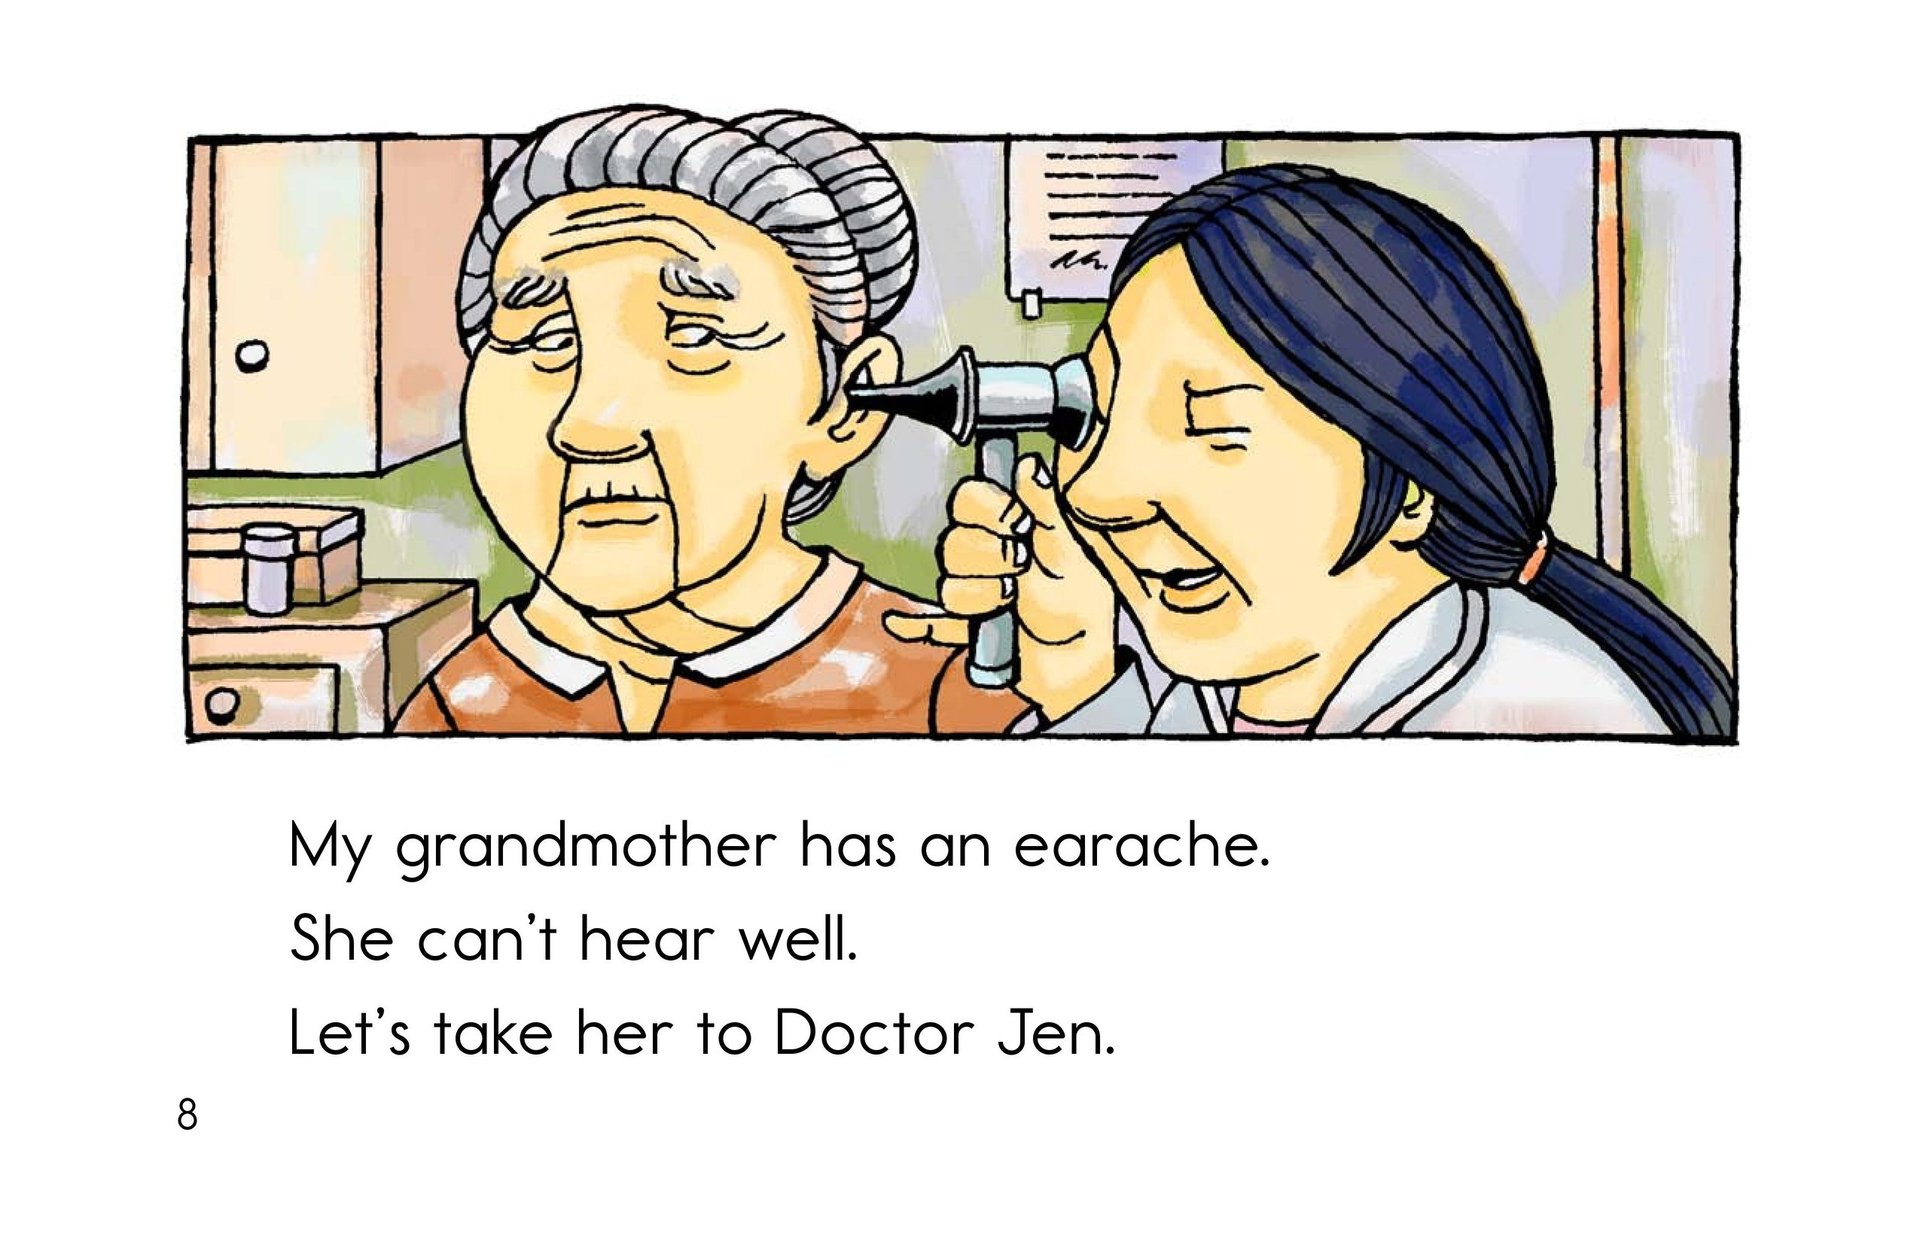 My grandmother has an earache.
She can't hear well.
Let's take her to Doctor Jen.
8